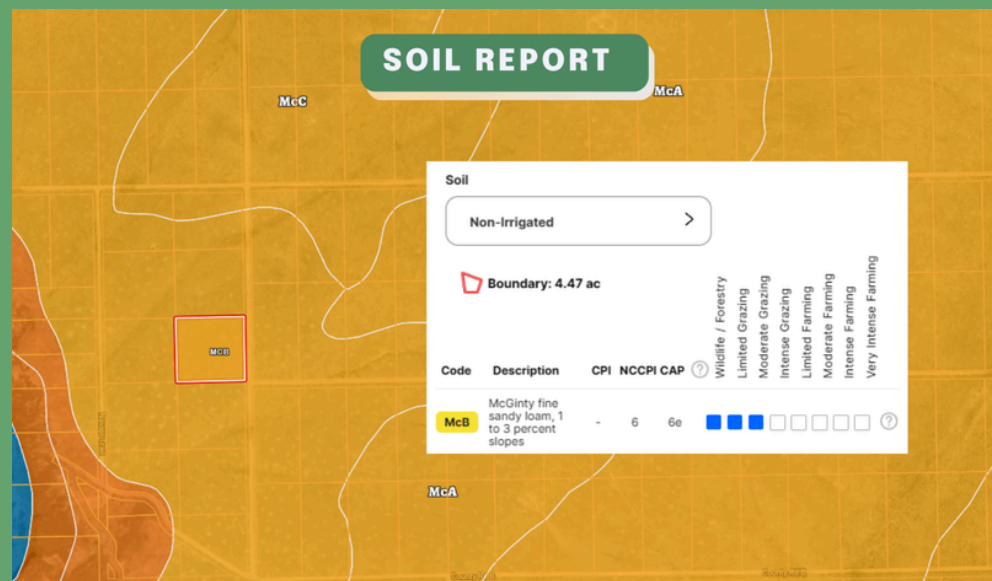 SOIL REPORT
McC
McA
Soil
Non-Irrigated
Boundary: 4.47 ac
Wildlife / Forestry
Limited Grazing
Moderate Grazing
Intense Grazing
Limited Farming
Moderate Farming
Intense Farming
Very Intense Farming
Code Description CPI NCCPI CAP ?
McB McGinty fine
sandy loam, 1
to 3 percent
slopes
- 6 6e ?
McB
McA